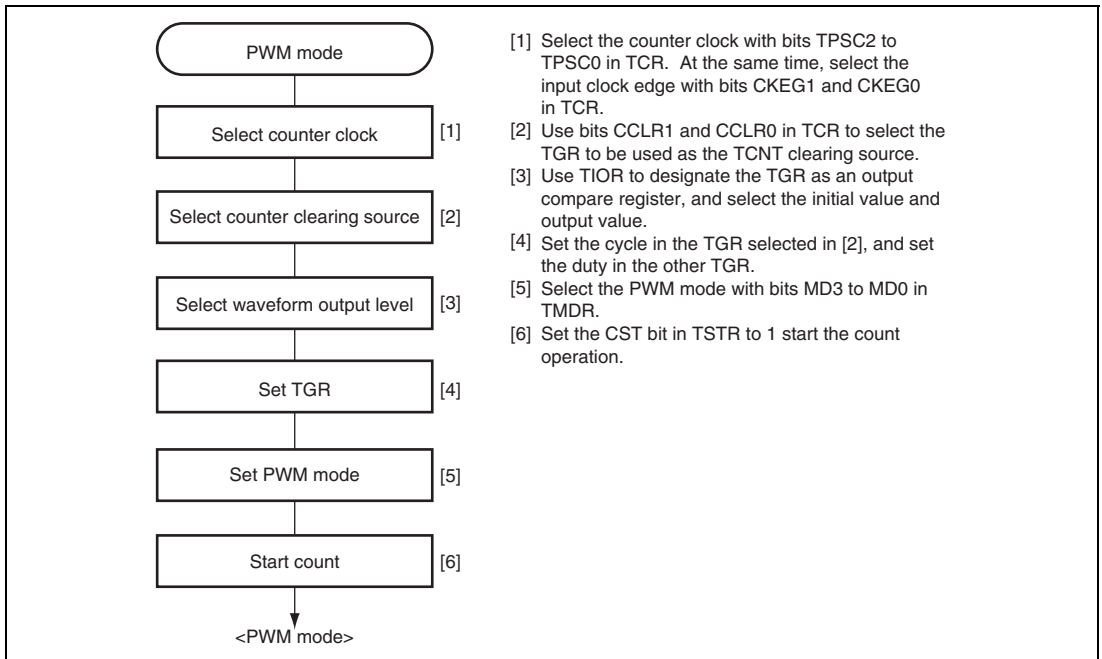 PWM mode
Select counter clock [1]
Select counter clearing source [2]
Select waveform output level [3]
Set TGR [4]
Set PWM mode [5]
Start count [6]
<PWM mode>
[1] Select the counter clock with bits TPSC2 to
TPSC0 in TCR. At the same time, select the
input clock edge with bits CKEG1 and CKEG0
in TCR.
[2] Use bits CCLR1 and CCLR0 in TCR to select the
TGR to be used as the TCNT clearing source.
[3] Use TIOR to designate the TGR as an output
compare register, and select the initial value and
output value.
[4] Set the cycle in the TGR selected in [2], and set
the duty in the other TGR.
[5] Select the PWM mode with bits MD3 to MD0 in
TMDR.
[6] Set the CST bit in TSTR to 1 start the count
operation.